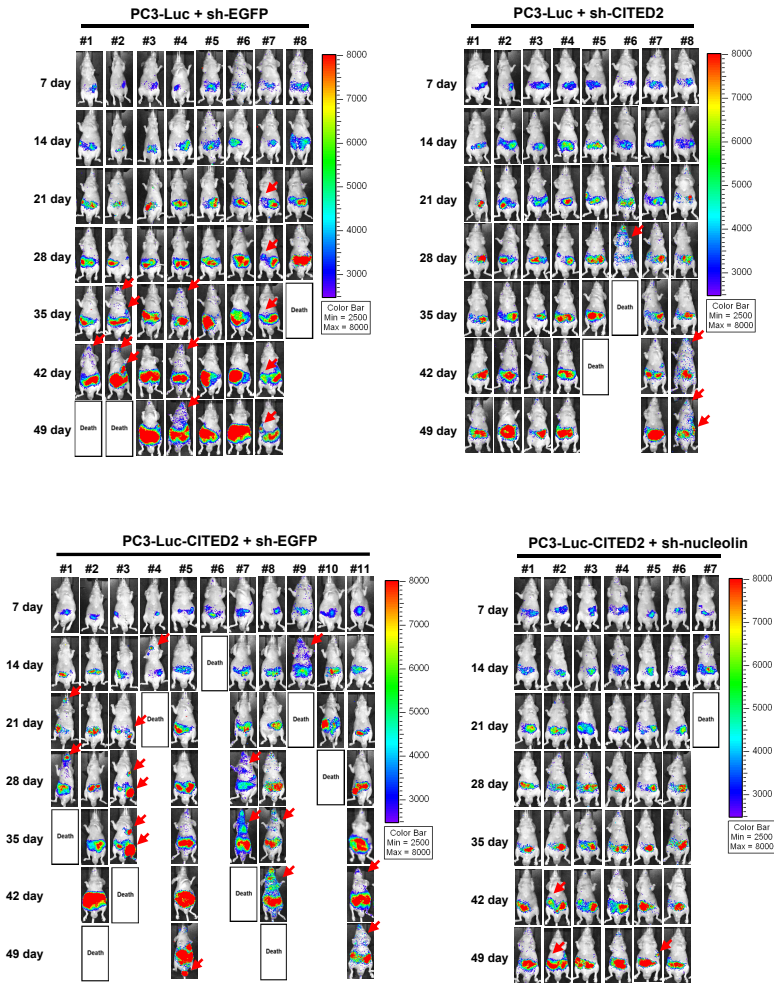 PC3-Luc + sh-EGFP
#1 #2 #3 #4 #5 #6 #7 #8
7 day
14 day
21 day
28 day
35 day
42 day
49 day
Death
Death
Death
8000
7000
6000
5000
4000
3000
Color Bar
Min = 2500
Max = 8000
PC3-Luc + sh-CITED2
#1 #2 #3 #4 #5 #6 #7 #8
7 day
14 day
21 day
28 day
35 day
42 day
49 day
Death
Death
8000
7000
6000
5000
4000
3000
Color Bar
Min = 2500
Max = 8000
PC3-Luc-CITED2 + sh-EGFP
#1 #2 #3 #4 #5 #6 #7 #8 #9 #10 #11
7 day
14 day
21 day
28 day
35 day
42 day
49 day
Death
Death
Death
Death
Death
Death
Death
Death
Death
8000
7000
6000
5000
4000
3000
Color Bar
Min = 2500
Max = 8000
PC3-Luc-CITED2 + sh-nucleolin
#1 #2 #3 #4 #5 #6 #7
7 day
14 day
21 day
28 day
35 day
42 day
49 day
Death
8000
7000
6000
5000
4000
3000
Color Bar
Min = 2500
Max = 8000